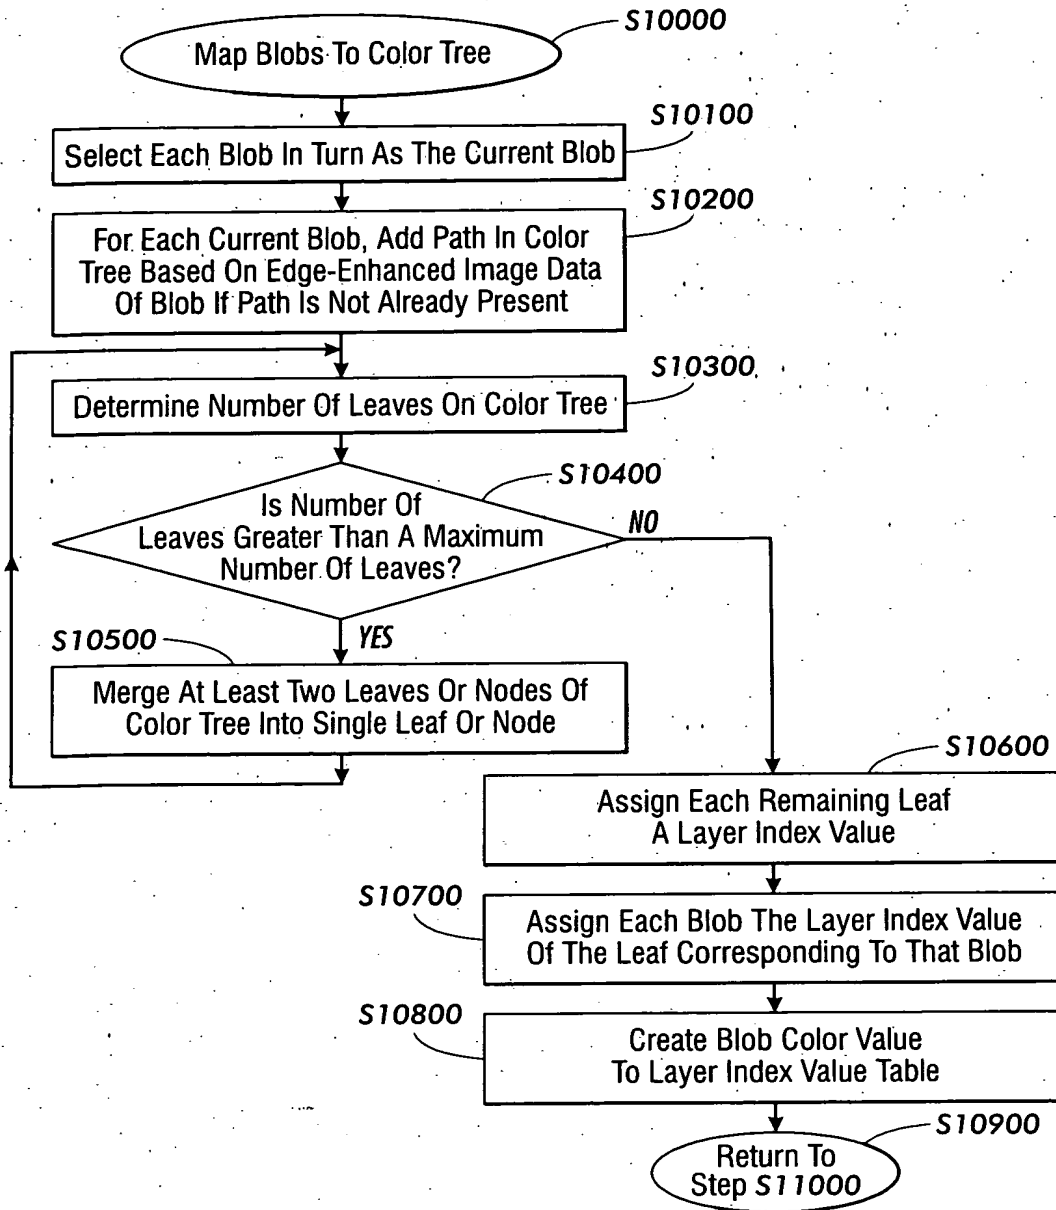 S10000
Map Blobs To Color Tree
S10100
Select Each Blob In Turn As The Current Blob
S10200
For Each Current Blob, Add Path In Color
Tree Based On Edge-Enhanced Image Data
Of Blob If Path Is Not Already Present
S10300
Determine Number Of Leaves On Color Tree
S10400
Is Number Of
Leaves Greater Than A Maximum
Number Of Leaves?
NO
YES
S10500
Merge At Least Two Leaves Or Nodes Of
Color Tree Into Single Leaf Or Node
S10600
Assign Each Remaining Leaf
A Layer Index Value
S10700
Assign Each Blob The Layer Index Value
Of The Leaf Corresponding To That Blob
S10800
Create Blob Color Value
To Layer Index Value Table
S10900
Return To
Step S11000